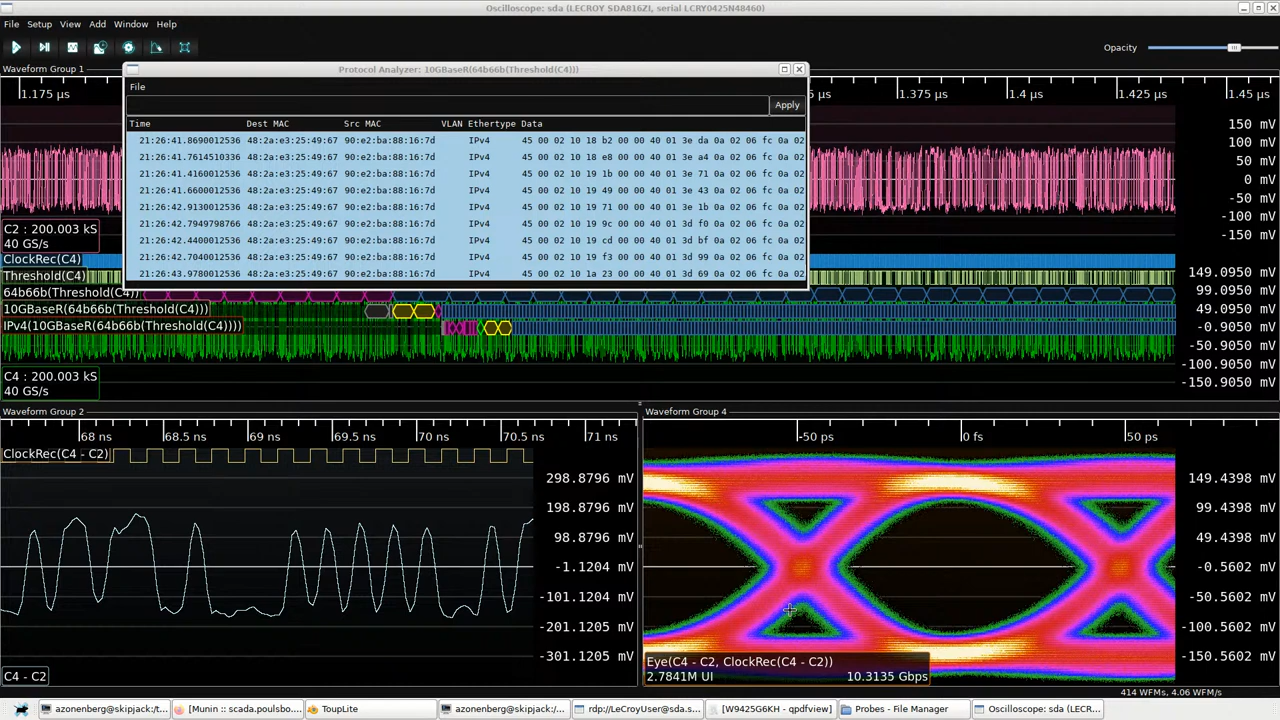 Oscilloscope: sda (LECROY SDA816ZI, serial LCRY0425N48460)
File Setup View Add Window Help
Opacity
Waveform Group 1
1.175 µs
µs 1.375 µs 1.4 µs 1.425 µs 1.45 µs
Protocol Analyzer: 10GBaseR(64b66b(Threshold(C4)))
File
Apply
Time Dest MAC Src MAC VLAN Ethertype Data
21:26:41.8690012536 48:2a:e3:25:49:67 90:e2:ba:88:16:7d IPv4 45 00 02 10 18 b2 00 00 40 01 3e da 0a 02 06 fc 0a 02
21:26:41.7614510336 48:2a:e3:25:49:67 90:e2:ba:88:16:7d IPv4 45 00 02 10 18 e8 00 00 40 01 3e a4 0a 02 06 fc 0a 02
21:26:41.4160012536 48:2a:e3:25:49:67 90:e2:ba:88:16:7d IPv4 45 00 02 10 19 1b 00 00 40 01 3e 71 0a 02 06 fc 0a 02
21:26:41.6600012536 48:2a:e3:25:49:67 90:e2:ba:88:16:7d IPv4 45 00 02 10 19 49 00 00 40 01 3e 43 0a 02 06 fc 0a 02
21:26:42.9130012536 48:2a:e3:25:49:67 90:e2:ba:88:16:7d IPv4 45 00 02 10 19 71 00 00 40 01 3e 1b 0a 02 06 fc 0a 02
21:26:42.7949798766 48:2a:e3:25:49:67 90:e2:ba:88:16:7d IPv4 45 00 02 10 19 9c 00 00 40 01 3d f0 0a 02 06 fc 0a 02
21:26:42.4400012536 48:2a:e3:25:49:67 90:e2:ba:88:16:7d IPv4 45 00 02 10 19 cd 00 00 40 01 3d bf 0a 02 06 fc 0a 02
21:26:42.7040012536 48:2a:e3:25:49:67 90:e2:ba:88:16:7d IPv4 45 00 02 10 19 f3 00 00 40 01 3d 99 0a 02 06 fc 0a 02
21:26:43.9780012536 48:2a:e3:25:49:67 90:e2:ba:88:16:7d IPv4 45 00 02 10 1a 23 00 00 40 01 3d 69 0a 02 06 fc 0a 02
150 mV
100 mV
50 mV
0 mV
-50 mV
-100 mV
-150 mV
C2 : 200.003 kS
40 GS/s
ClockRec(C4)
Threshold(C4)
64b66b(Threshold(C4))
10GBaseR(64b66b(Threshold(C4)))
IPv4(10GBaseR(64b66b(Threshold(C4))))
149.0950 mV
99.0950 mV
49.0950 mV
-0.9050 mV
-50.9050 mV
-100.9050 mV
-150.9050 mV
C4 : 200.003 kS
40 GS/s
Waveform Group 2
68 ns 68.5 ns 69 ns 69.5 ns 70 ns 70.5 ns 71 ns
ClockRec(C4 - C2)
298.8796 mV
198.8796 mV
98.8796 mV
-1.1204 mV
-101.1204 mV
-201.1205 mV
-301.1205 mV
C4 - C2
Waveform Group 4
-50 ps 0 fs 50 ps
149.4398 mV
99.4398 mV
49.4398 mV
-0.5602 mV
-50.5602 mV
-100.5602 mV
-150.5602 mV
Eye(C4 - C2, ClockRec(C4 - C2))
2.7841M UI 10.3135 Gbps
414 WFMs, 4.06 WFM/s
azonenberg@skipjack:/t...
[Munin :: scada.poulsbo...
ToupLite
azonenberg@skipjack:/...
rdp://LeCroyUser@sda.s...
[W9425G6KH - qpdfview]
Probes - File Manager
Oscilloscope: sda (LECR...